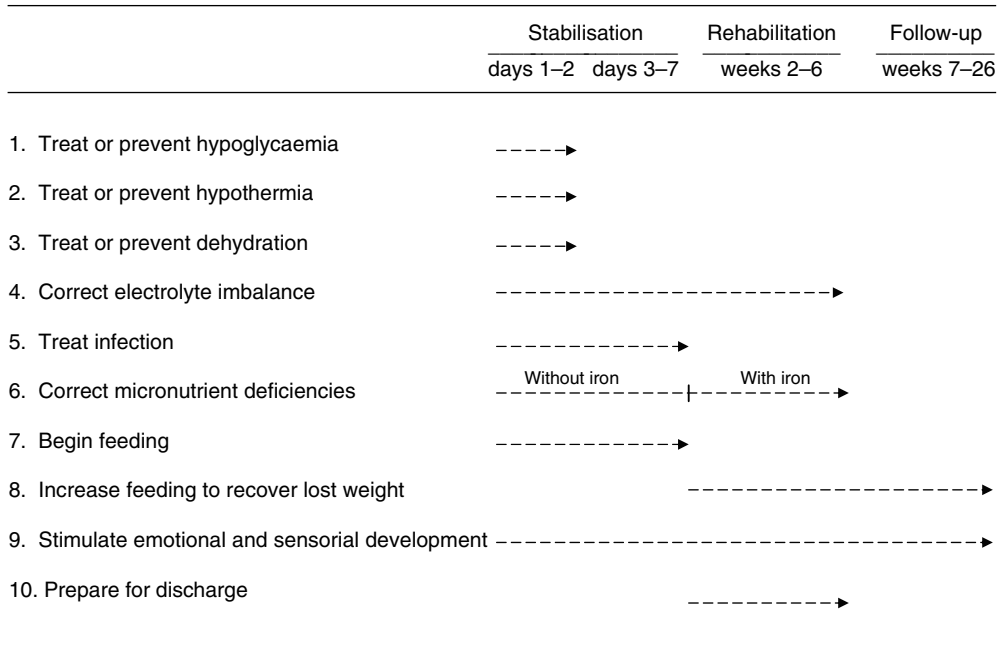 Stabilisation Rehabilitation Follow-up
days 1–2 days 3–7 weeks 2–6 weeks 7–26
1. Treat or prevent hypoglycaemia
2. Treat or prevent hypothermia
3. Treat or prevent dehydration
4. Correct electrolyte imbalance
5. Treat infection
Without iron With iron
6. Correct micronutrient deficiencies
7. Begin feeding
8. Increase feeding to recover lost weight
9. Stimulate emotional and sensorial development
10. Prepare for discharge